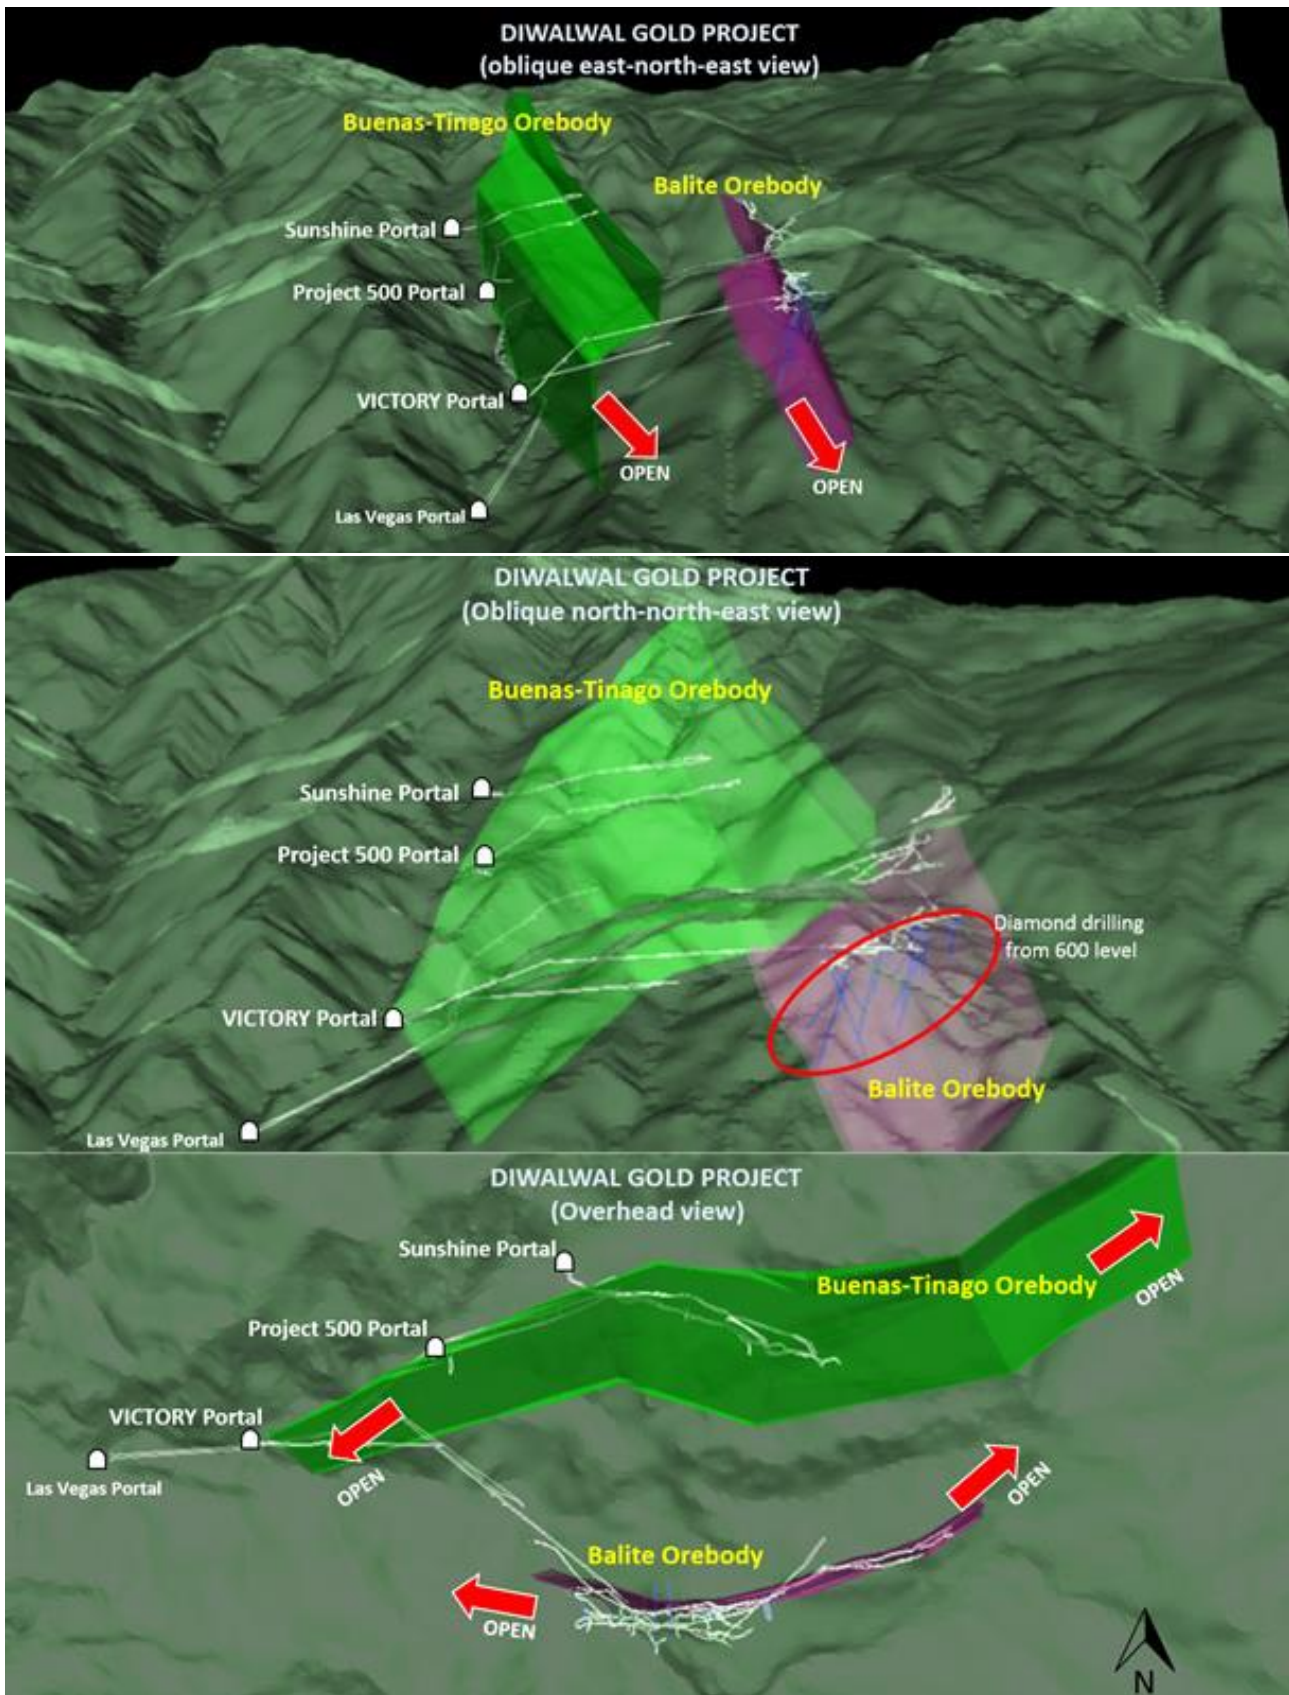 DIWALWAL GOLD PROJECT
(oblique east-north-east view)
Buenas-Tinago Orebody
Balite Orebody
Sunshine Portal
Project 500 Portal
VICTORY Portal
OPEN
OPEN
Las Vegas Portal
DIWALWAL GOLD PROJECT
(Oblique north-north-east view)
Buenas-Tinago Orebody
Sunshine Portal
Project 500 Portal
Diamond drilling
from 600 level
VICTORY Portal
Balite Orebody
Las Vegas Portal
DIWALWAL GOLD PROJECT
(Overhead view)
Sunshine Portal
Buenas-Tinago Orebody
OPEN
Project 500 Portal
VICTORY Portal
Las Vegas Portal
OPEN
OPEN
Balite Orebody
OPEN
N